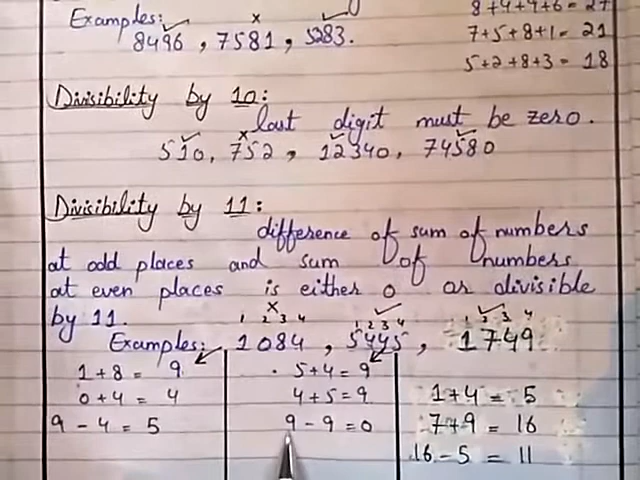 Examples:
8496 , 7581 , 5283.
8+4+9+6 = 27
7+5+8+1 = 21
5+2+8+3 = 18
Divisibility by 10:
last digit must be zero.
510, 752 , 12340, 74580
Divisibility by 11:
difference of sum of numbers
at odd places and sum of numbers
at even places is either 0 or divisible
by 11.
1 2 3 4 1 2 3 4 1 2 3 4
Examples: 1084 , 5445 , 1749
1+8 = 9
0+4 = 4
9 - 4 = 5
5+4 = 9
4+5 = 9
9 - 9 = 0
1+4 = 5
7+9 = 16
16 - 5 = 11